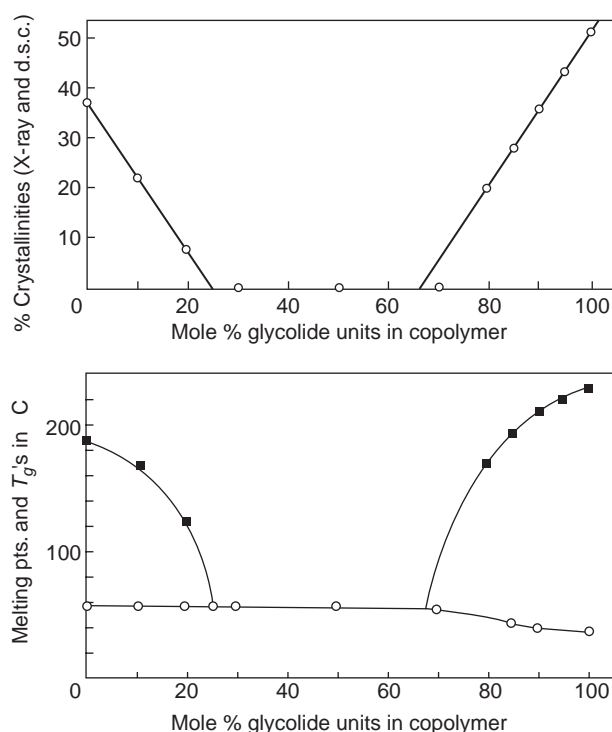 % Crystallinities (X-ray and d.s.c.)
50
40
30
20
10
0 20 40 60 80 100
Mole % glycolide units in copolymer
Melting pts. and Tg's in C
200
100
0 20 40 60 80 100
Mole % glycolide units in copolymer